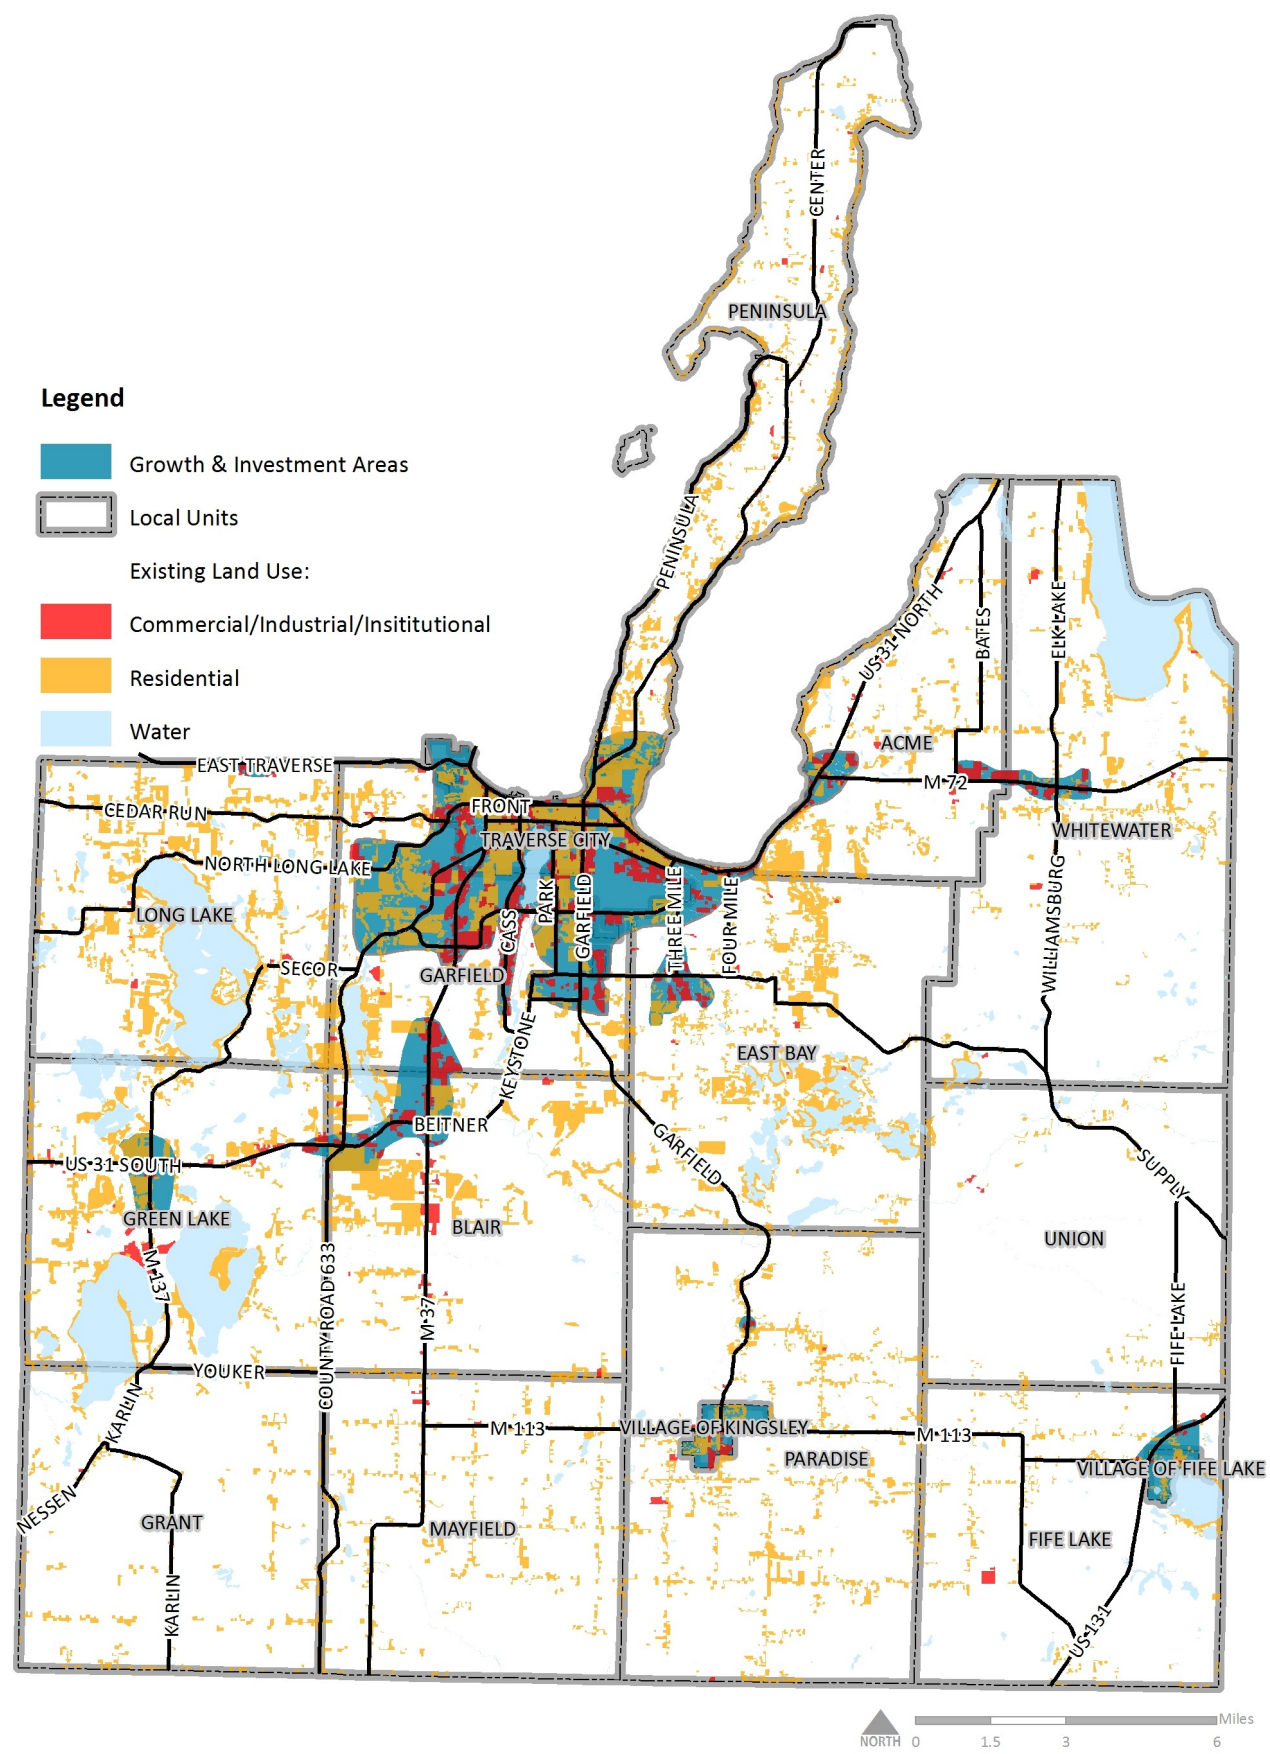 CENTER
PENINSULA
Legend
Growth & Investment Areas
Local Units
Existing Land Use:
Commercial/Industrial/Insititutional
Residential
Water
PENINSULA
US 31 NORTH
BATES
ELK LAKE
ACME
EAST TRAVERSE
M 72
CEDAR RUN
FRONT
TRAVERSE CITY
WHITEWATER
NORTH LONG LAKE
LONG LAKE
CASS
PARK
GARFIELD
THREE MILE
FOUR MILE
WILLIAMSBURG
SECOR
GARFIELD
KEYSTONE
EAST BAY
BEITNER
GARFIELD
US 31 SOUTH
SUPPLY
GREEN LAKE
BLAIR
UNION
M 137
COUNTY ROAD 633
M 37
FIFE LAKE
YOUKER
KARLIN
M 113
VILLAGE OF KINGSLEY
M 113
PARADISE
VILLAGE OF FIFE LAKE
NESSEN
GRANT
MAYFIELD
FIFE LAKE
KARLIN
US 131
NORTH
Miles
0 1.5 3 6